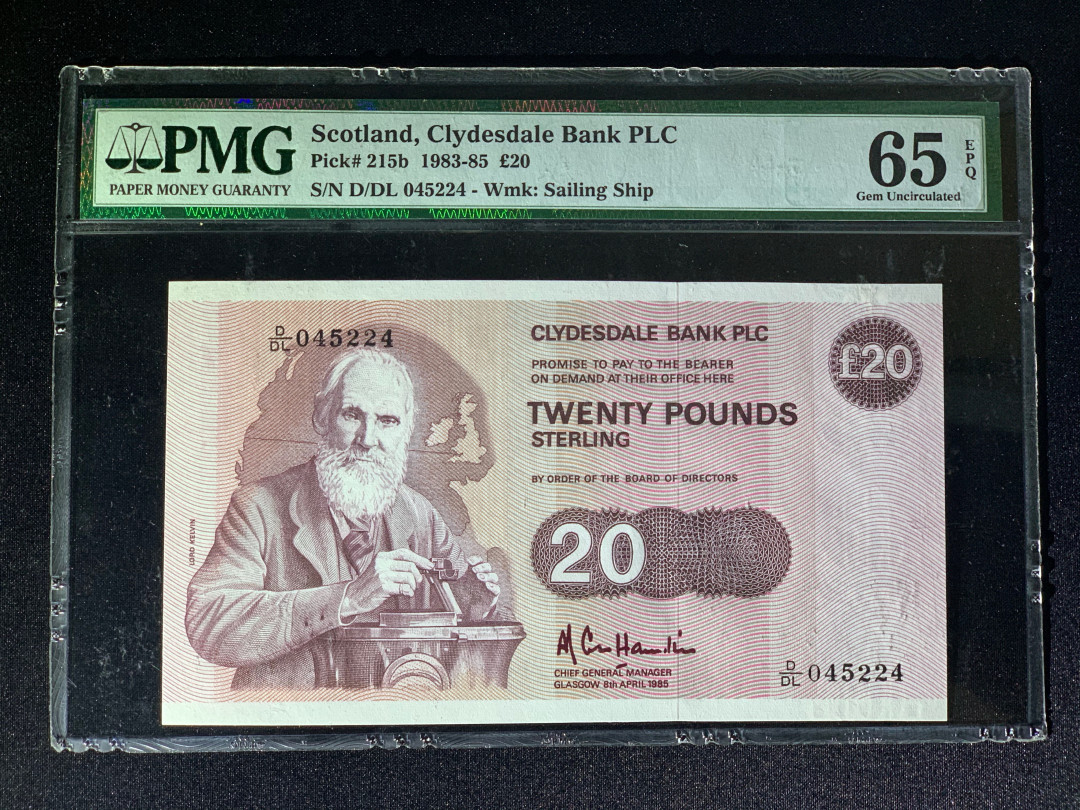 PMG
PAPER MONEY GUARANTY
Scotland, Clydesdale Bank PLC
Pick# 215b 1983-85 £20
S/N D/DL 045224 - Wmk: Sailing Ship
65
EPQ
Gem Uncirculated
D/DL 045224
CLYDESDALE BANK PLC
£20
PROMISE TO PAY TO THE BEARER
ON DEMAND AT THEIR OFFICE HERE
TWENTY POUNDS
STERLING
BY ORDER OF THE BOARD OF DIRECTORS
LORD KELVIN
20
CHIEF GENERAL MANAGER
GLASGOW 8th APRIL 1985
D/DL 045224